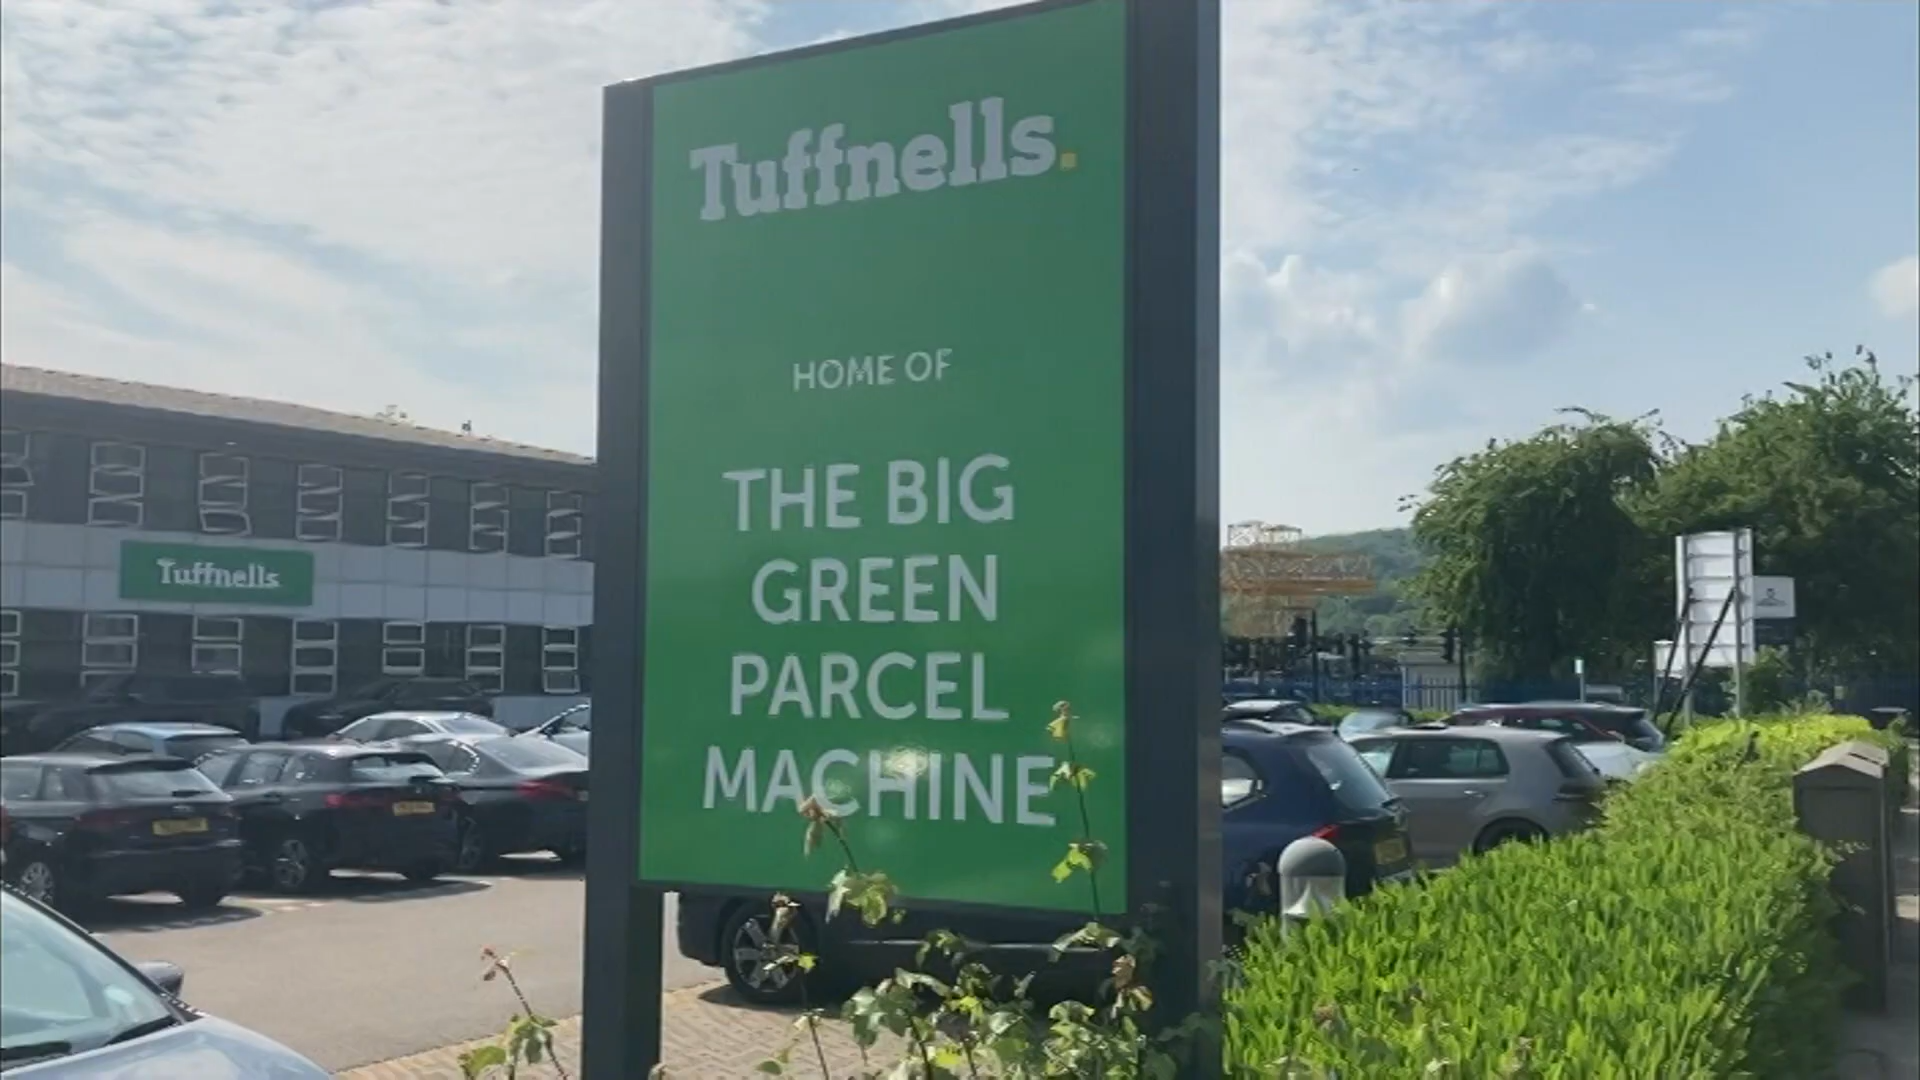 Tuffnells.
HOME OF
THE BIG
GREEN
PARCEL
MACHINE
Tuffnells.